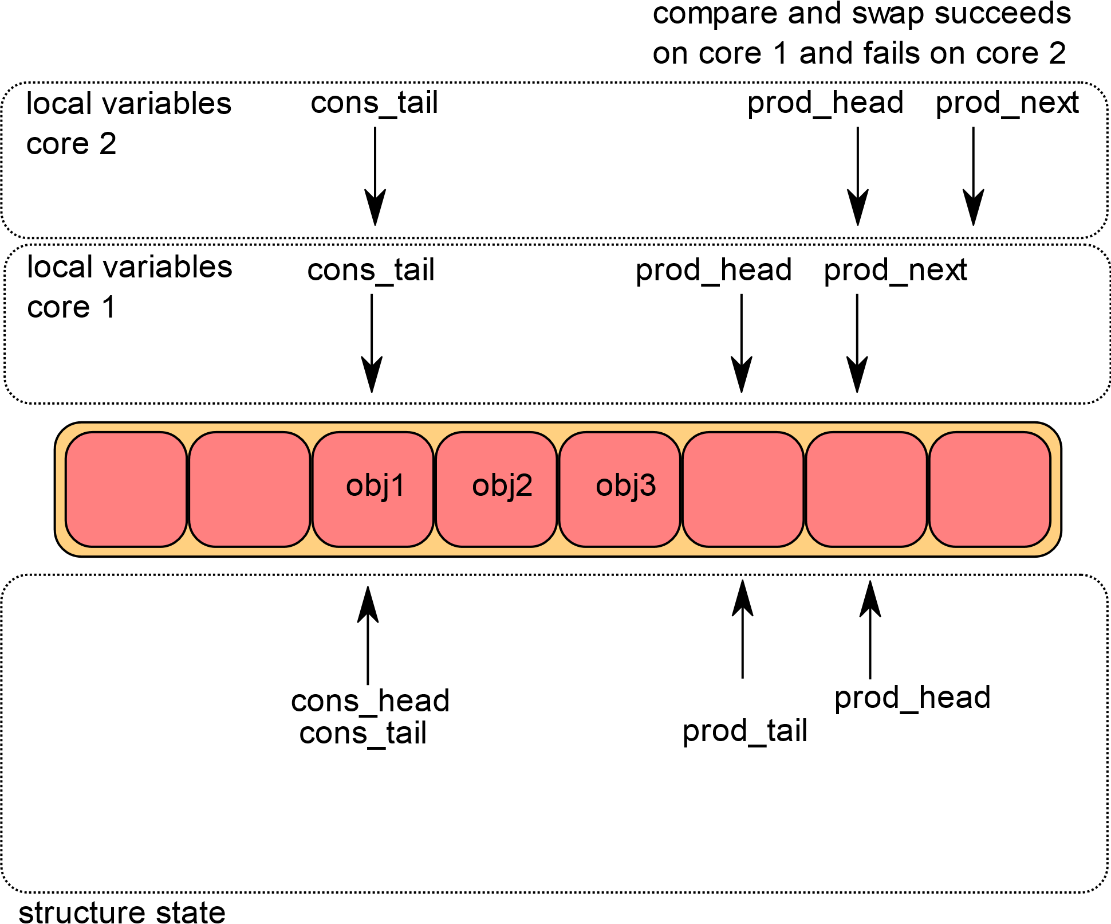 compare and swap succeeds
on core 1 and fails on core 2
local variables
core 2
cons_tail
prod_head
prod_next
local variables
core 1
cons_tail
prod_head
prod_next
obj1
obj2
obj3
cons_head
cons_tail
prod_tail
prod_head
structure state